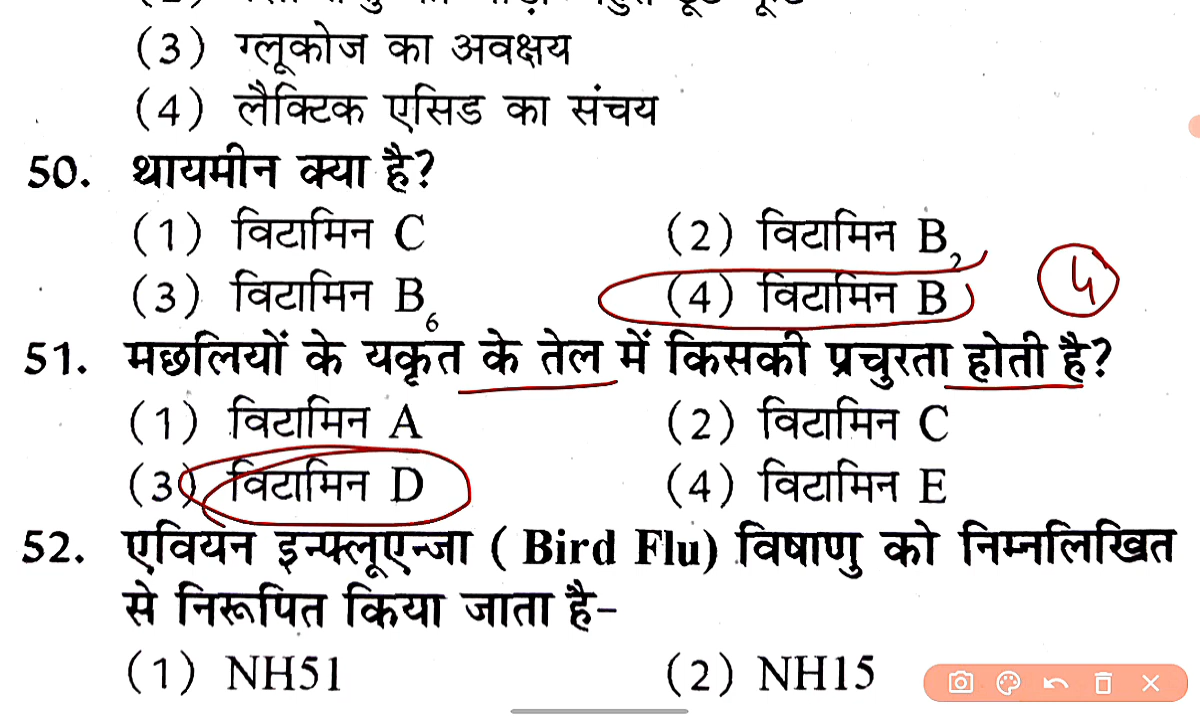 (3) ग्लूकोज का अवक्षय
(4) लैक्टिक एसिड का संचय
50. थायमीन क्या है?
(1) विटामिन C (2) विटामिन B₂
(3) विटामिन B₆ (4) विटामिन B 4
51. मछलियों के यकृत के तेल में किसकी प्रचुरता होती है?
(1) विटामिन A (2) विटामिन C
(3) विटामिन D (4) विटामिन E
52. एवियन इन्फ्लूएन्जा ( Bird Flu) विषाणु को निम्नलिखित
से निरूपित किया जाता है-
(1) NH51 (2) NH15